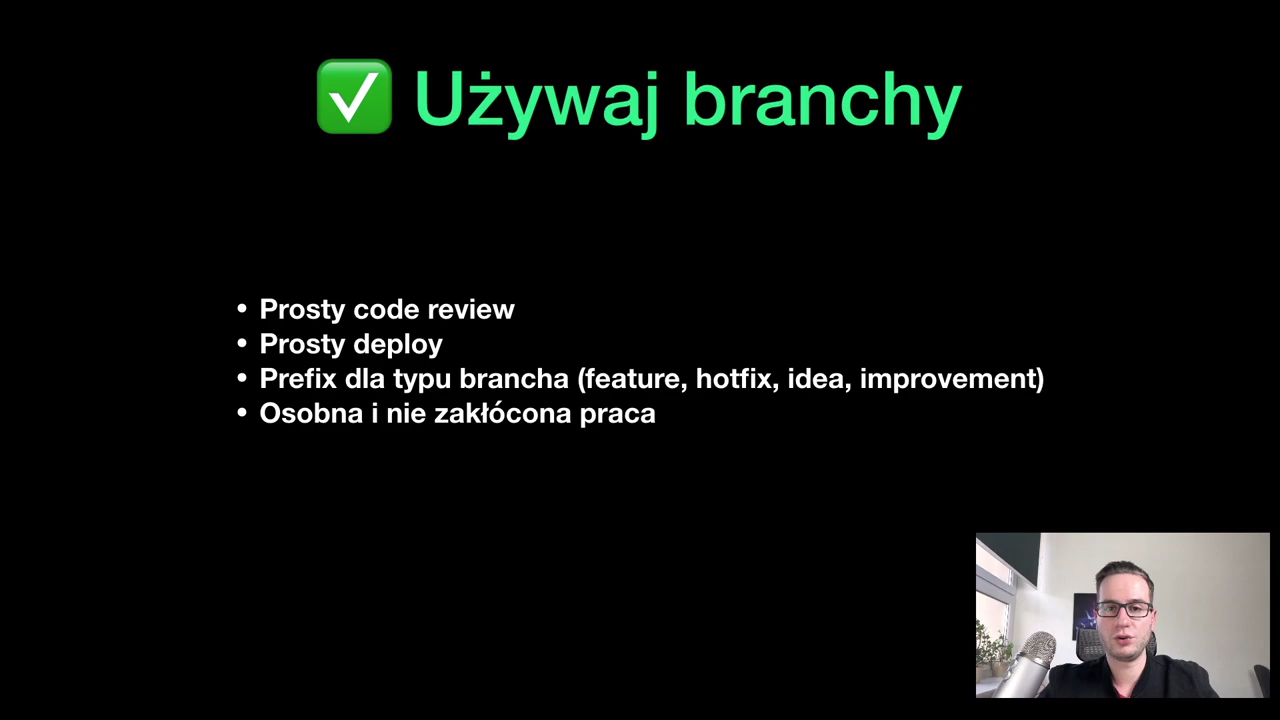 ✅ Używaj branchy
• Prosty code review
• Prosty deploy
• Prefix dla typu brancha (feature, hotfix, idea, improvement)
• Osobna i nie zakłócona praca